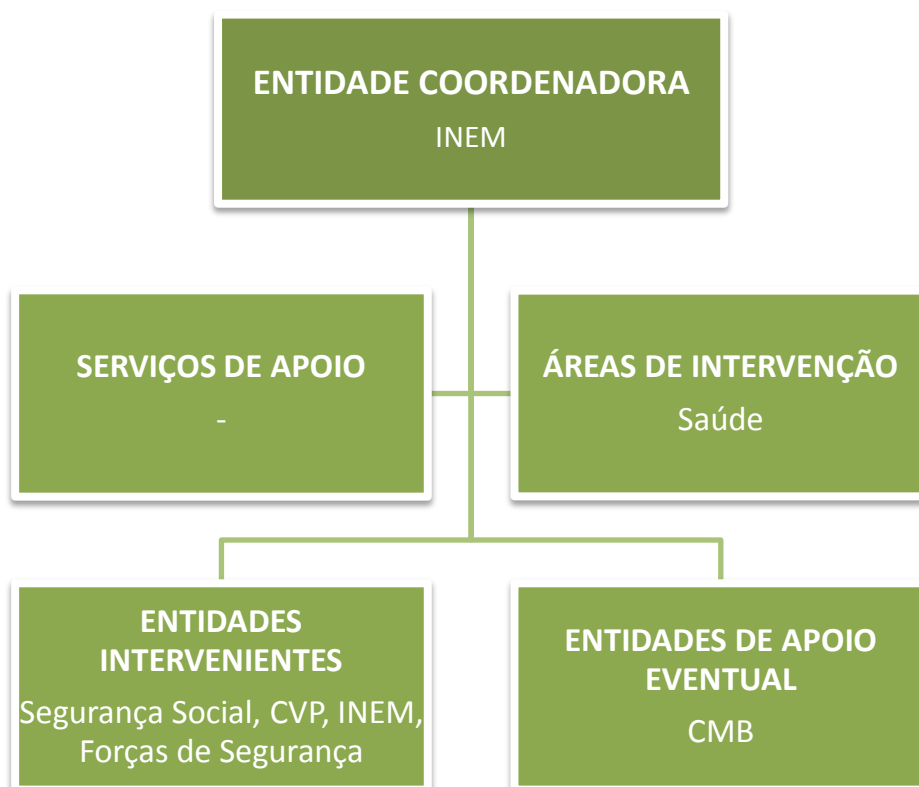 ENTIDADE COORDENADORA
INEM
SERVIÇOS DE APOIO
-
ÁREAS DE INTERVENÇÃO
Saúde
ENTIDADES
INTERVENIENTES
Segurança Social, CVP, INEM,
Forças de Segurança
ENTIDADES DE APOIO
EVENTUAL
CMB